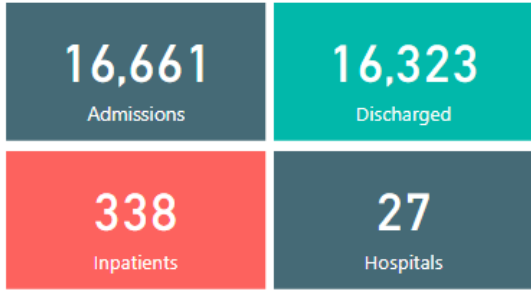 16,661
Admissions
16,323
Discharged
338
Inpatients
27
Hospitals